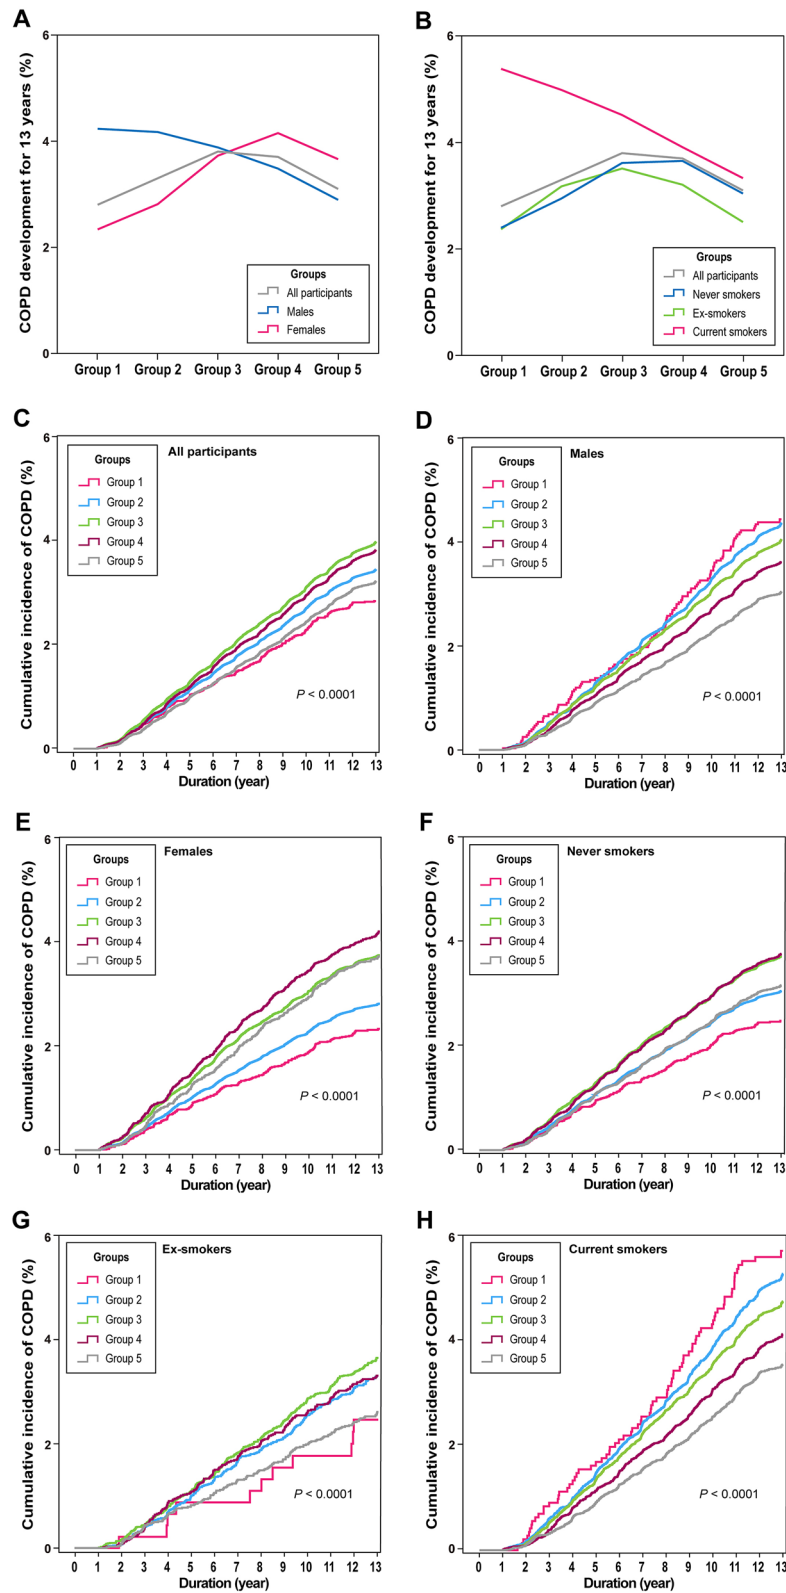 A
COPD development for 13 years (%)
6
4
2
0
Groups
All participants
Males
Females
Group 1 Group 2 Group 3 Group 4 Group 5
B
COPD development for 13 years (%)
6
4
2
0
Groups
All participants
Never smokers
Ex-smokers
Current smokers
Group 1 Group 2 Group 3 Group 4 Group 5
C
Cumulative incidence of COPD (%)
6
4
2
0
All participants
Groups
Group 1
Group 2
Group 3
Group 4
Group 5
P < 0.0001
0 1 2 3 4 5 6 7 8 9 10 11 12 13
Duration (year)
D
Cumulative incidence of COPD (%)
6
4
2
0
Males
Groups
Group 1
Group 2
Group 3
Group 4
Group 5
P < 0.0001
0 1 2 3 4 5 6 7 8 9 10 11 12 13
Duration (year)
E
Cumulative incidence of COPD (%)
6
4
2
0
Females
Groups
Group 1
Group 2
Group 3
Group 4
Group 5
P < 0.0001
0 1 2 3 4 5 6 7 8 9 10 11 12 13
Duration (year)
F
Cumulative incidence of COPD (%)
6
4
2
0
Never smokers
Groups
Group 1
Group 2
Group 3
Group 4
Group 5
P < 0.0001
0 1 2 3 4 5 6 7 8 9 10 11 12 13
Duration (year)
G
Cumulative incidence of COPD (%)
6
4
2
0
Ex-smokers
Groups
Group 1
Group 2
Group 3
Group 4
Group 5
P < 0.0001
0 1 2 3 4 5 6 7 8 9 10 11 12 13
Duration (year)
H
Cumulative incidence of COPD (%)
6
4
2
0
Current smokers
Groups
Group 1
Group 2
Group 3
Group 4
Group 5
P < 0.0001
0 1 2 3 4 5 6 7 8 9 10 11 12 13
Duration (year)